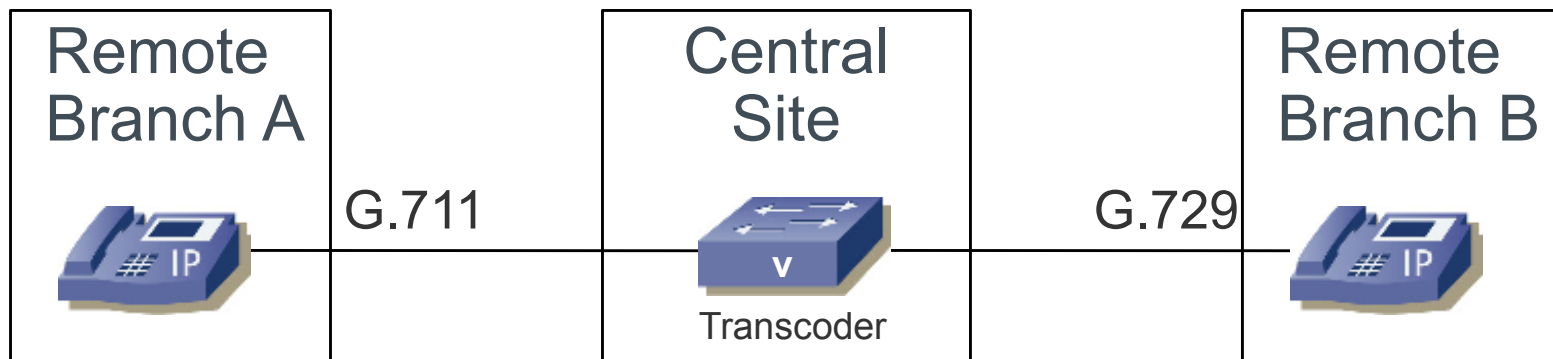 Remote
Branch A
Central
Site
Remote
Branch B
G.711
G.729
IP
V
IP
Transcoder